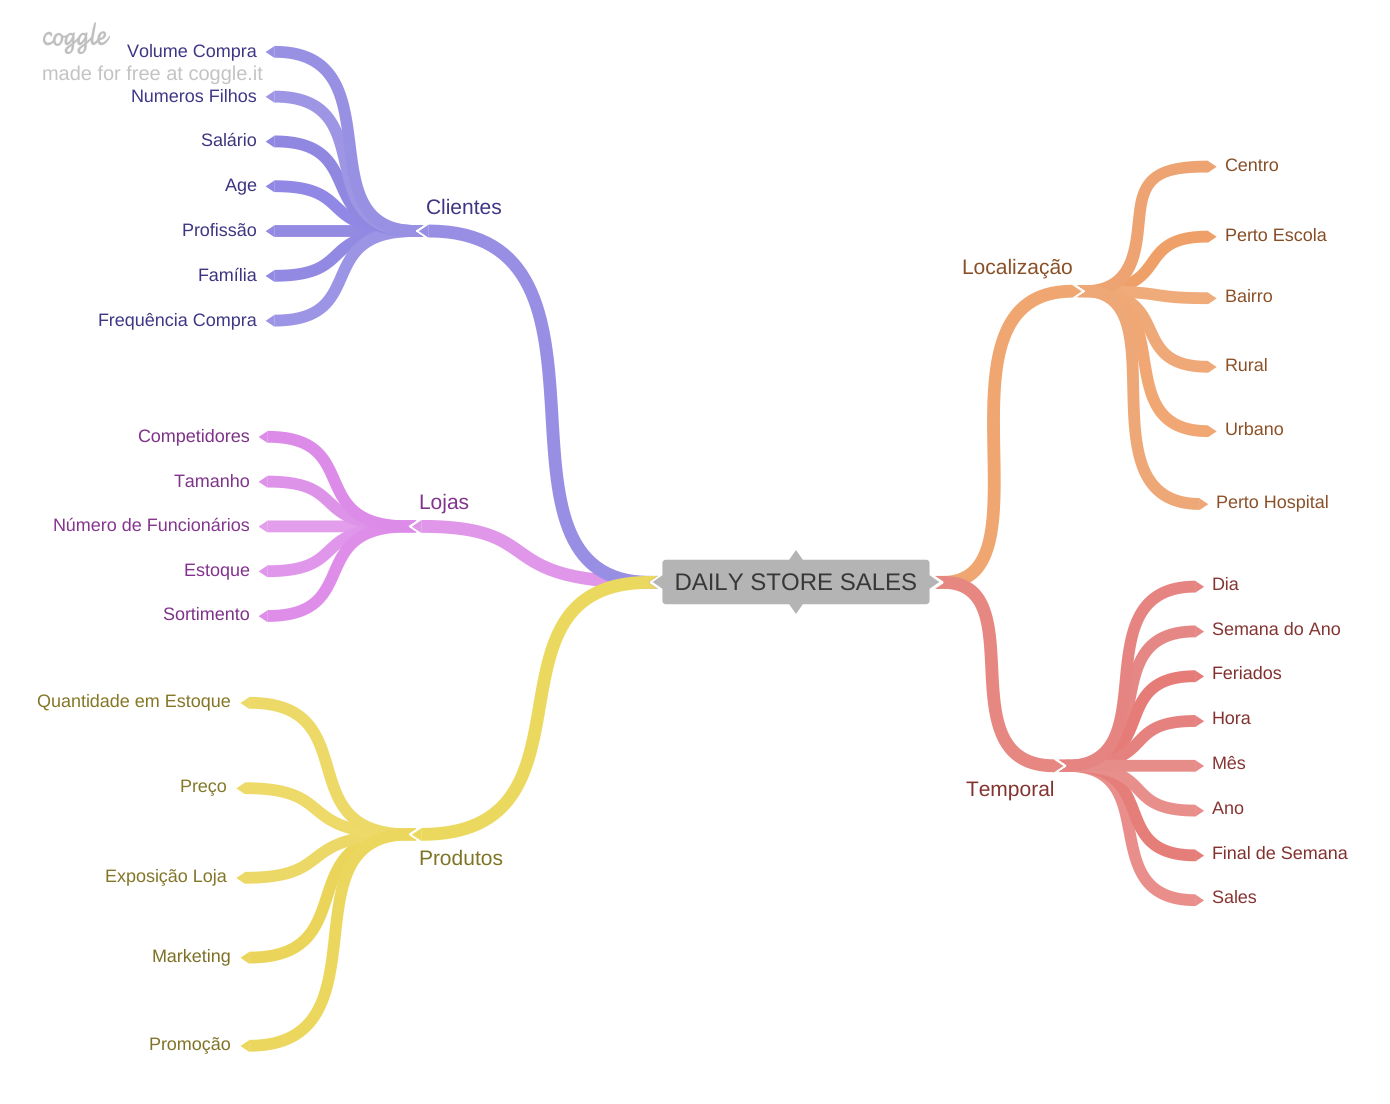 coggle
made for free at coggle.it
Volume Compra
Numeros Filhos
Salário
Age
Profissão
Família
Frequência Compra
Clientes
Competidores
Tamanho
Número de Funcionários
Estoque
Sortimento
Lojas
Quantidade em Estoque
Preço
Exposição Loja
Marketing
Promoção
Produtos
DAILY STORE SALES
Localização
Centro
Perto Escola
Bairro
Rural
Urbano
Perto Hospital
Temporal
Dia
Semana do Ano
Feriados
Hora
Mês
Ano
Final de Semana
Sales